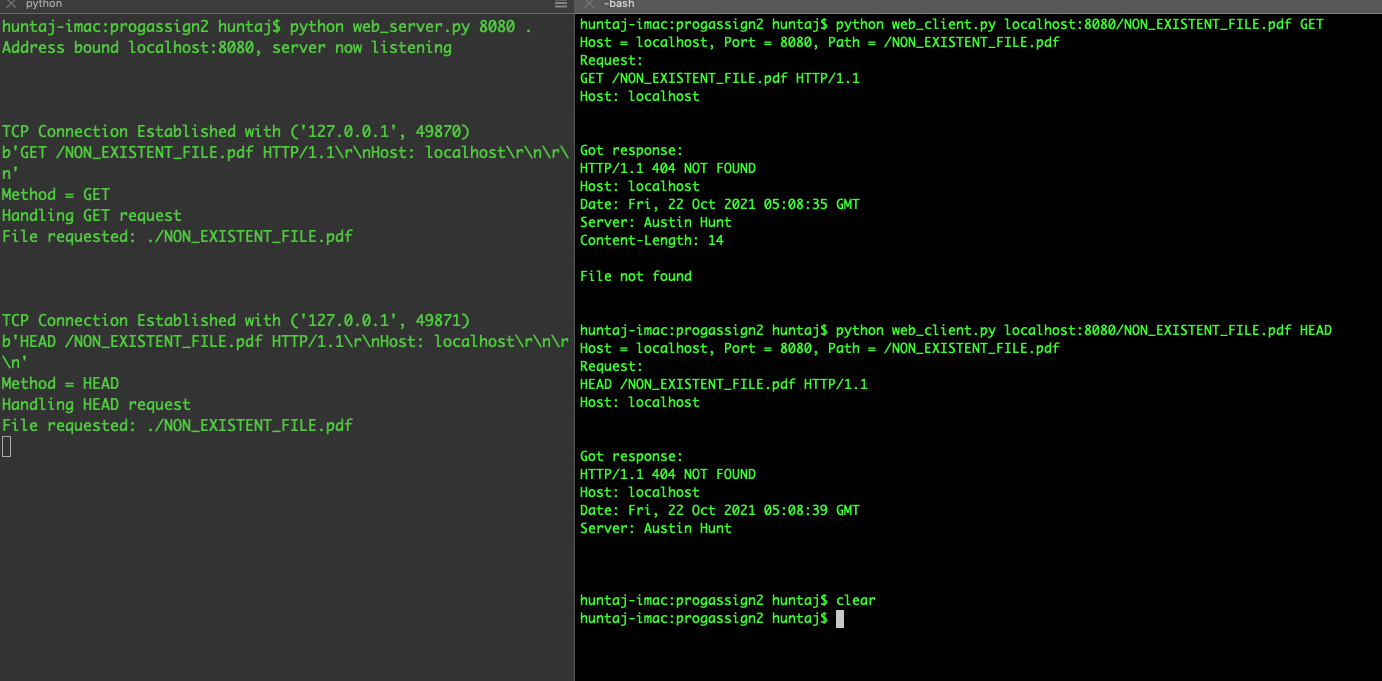 python
huntaj-imac:progassign2 huntaj$ python web_server.py 8080 .
Address bound localhost:8080, server now listening
TCP Connection Established with ('127.0.0.1', 49870)
b'GET /NON_EXISTENT_FILE.pdf HTTP/1.1\r\nHost: localhost\r\n\r\
n'
Method = GET
Handling GET request
File requested: ./NON_EXISTENT_FILE.pdf
TCP Connection Established with ('127.0.0.1', 49871)
b'HEAD /NON_EXISTENT_FILE.pdf HTTP/1.1\r\nHost: localhost\r\n\r
\n'
Method = HEAD
Handling HEAD request
File requested: ./NON_EXISTENT_FILE.pdf
-bash
huntaj-imac:progassign2 huntaj$ python web_client.py localhost:8080/NON_EXISTENT_FILE.pdf GET
Host = localhost, Port = 8080, Path = /NON_EXISTENT_FILE.pdf
Request:
GET /NON_EXISTENT_FILE.pdf HTTP/1.1
Host: localhost
Got response:
HTTP/1.1 404 NOT FOUND
Host: localhost
Date: Fri, 22 Oct 2021 05:08:35 GMT
Server: Austin Hunt
Content-Length: 14
File not found
huntaj-imac:progassign2 huntaj$ python web_client.py localhost:8080/NON_EXISTENT_FILE.pdf HEAD
Host = localhost, Port = 8080, Path = /NON_EXISTENT_FILE.pdf
Request:
HEAD /NON_EXISTENT_FILE.pdf HTTP/1.1
Host: localhost
Got response:
HTTP/1.1 404 NOT FOUND
Host: localhost
Date: Fri, 22 Oct 2021 05:08:39 GMT
Server: Austin Hunt
huntaj-imac:progassign2 huntaj$ clear
huntaj-imac:progassign2 huntaj$